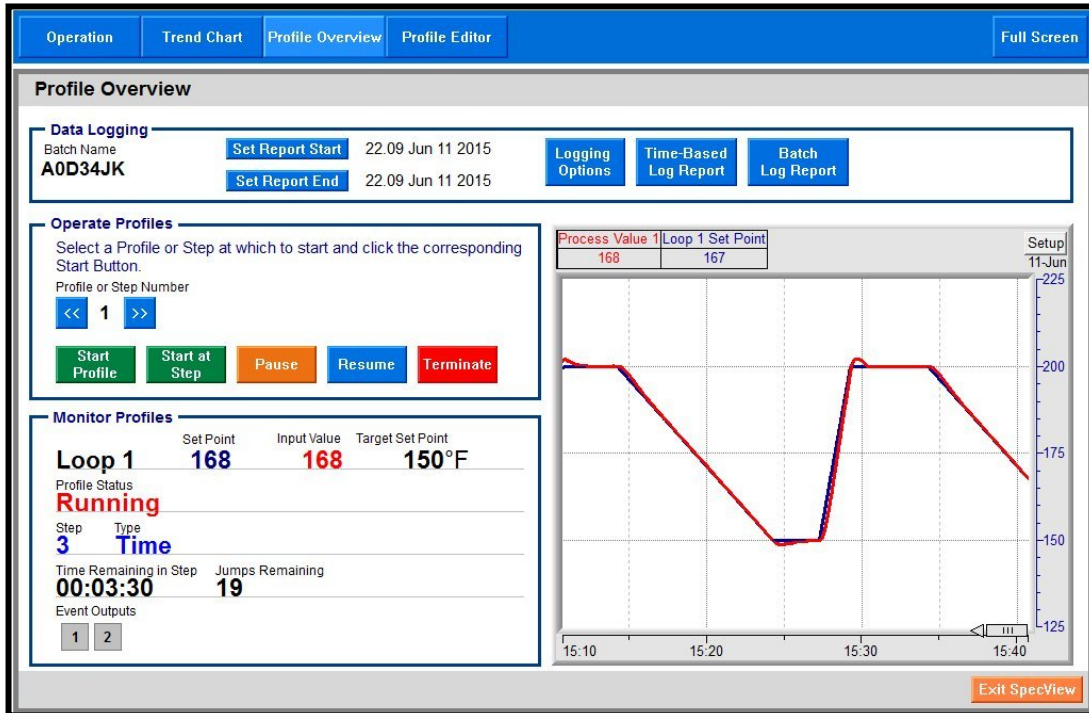 Operation Trend Chart Profile Overview Profile Editor Full Screen
Profile Overview
Data Logging
Batch Name
A0D34JK
Set Report Start 22.09 Jun 11 2015
Set Report End 22.09 Jun 11 2015
Logging
Options
Time-Based
Log Report
Batch
Log Report
Operate Profiles
Select a Profile or Step at which to start and click the corresponding
Start Button.
Profile or Step Number
<< 1 >>
Start
Profile
Start at
Step
Pause
Resume
Terminate
Monitor Profiles
Set Point Input Value Target Set Point
Loop 1 168 168 150°F
Profile Status
Running
Step Type
3 Time
Time Remaining in Step Jumps Remaining
00:03:30 19
Event Outputs
1 2
Process Value 1 Loop 1 Set Point
168 167
Setup
11-Jun
225
200
175
150
125
15:10 15:20 15:30 15:40
Exit SpecView